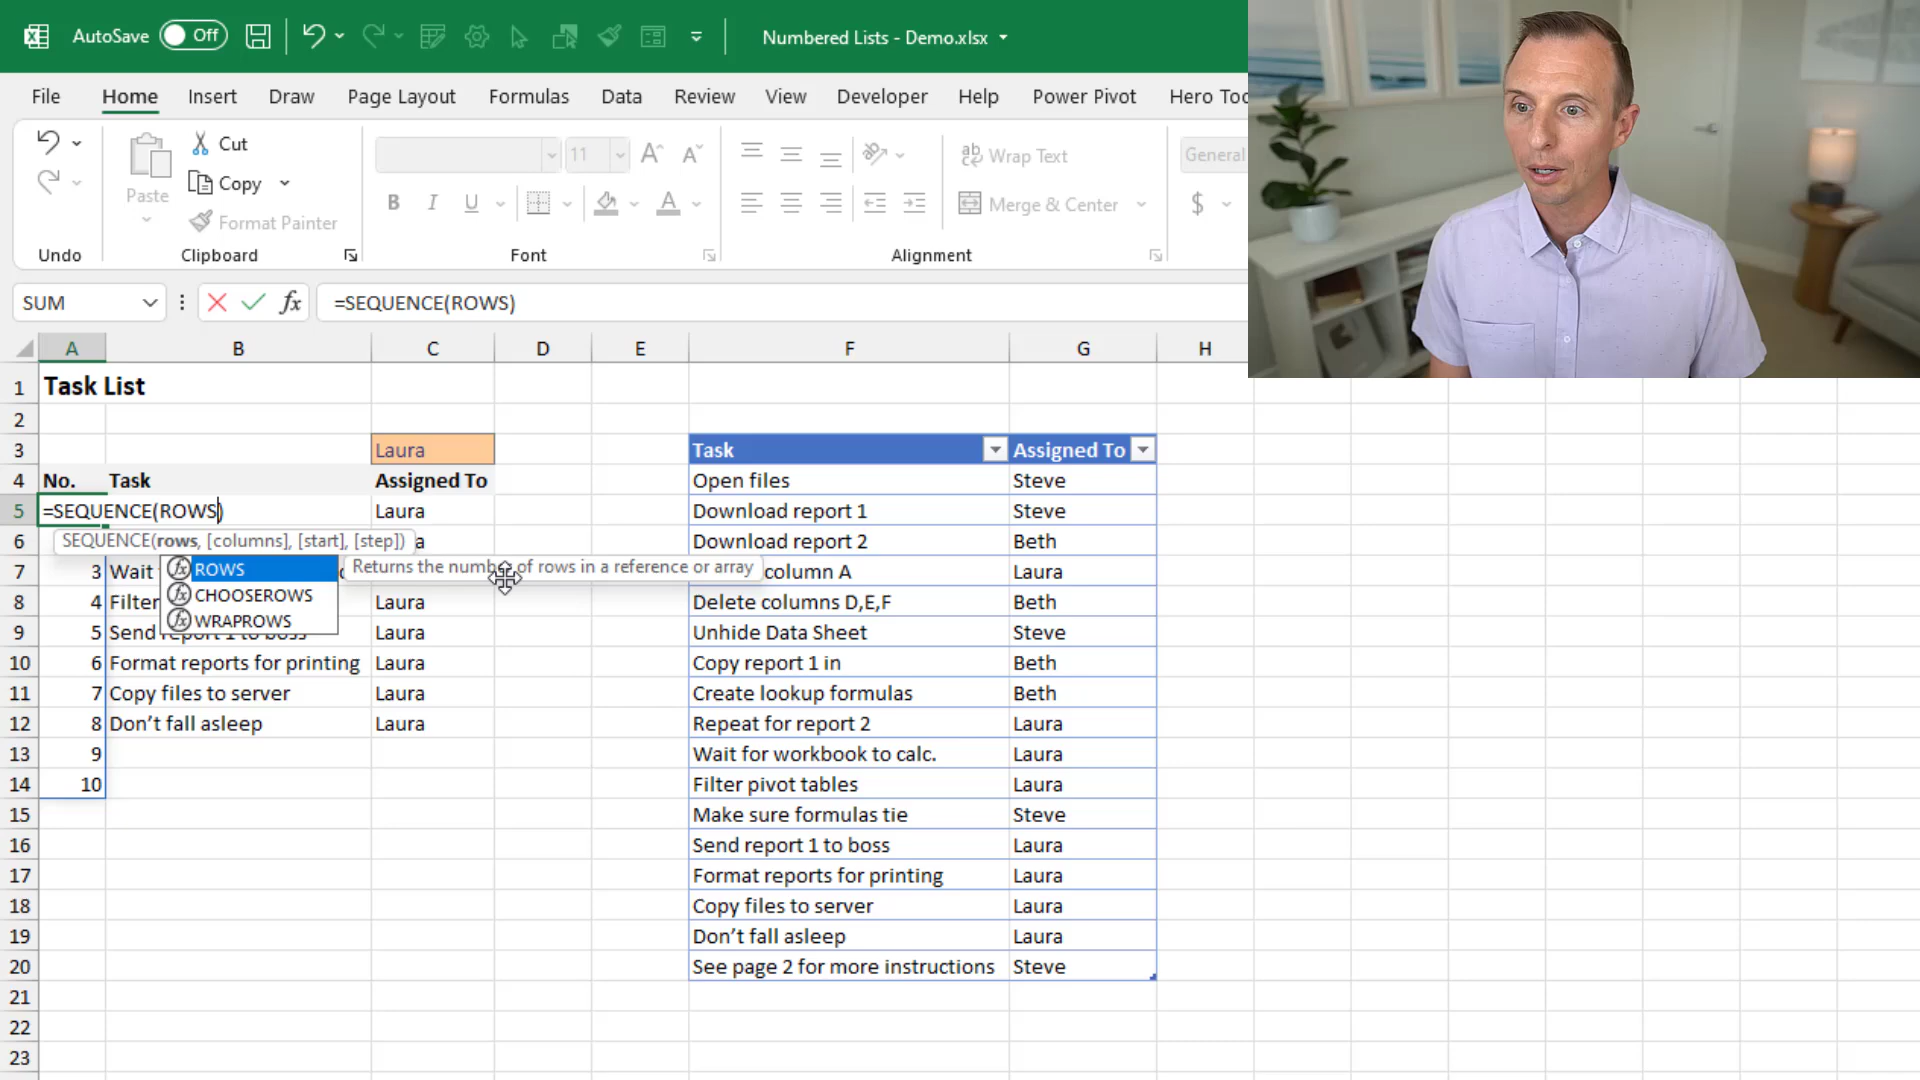 AutoSave Off Numbered Lists - Demo.xlsx
File Home Insert Draw Page Layout Formulas Data Review View Developer Help Power Pivot Hero Too
Cut
Copy
Format Painter
Paste
11
B I U A
ab Wrap Text
Merge & Center
General
$
Undo Clipboard Font Alignment
SUM fx =SEQUENCE(ROWS)
A B C D E F G H
1 Task List
2
3 Laura Task Assigned To
4 No. Task Assigned To Open files Steve
5 =SEQUENCE(ROWS) Laura Download report 1 Steve
SEQUENCE(rows, [columns], [start], [step])
6 a Download report 2 Beth
ROWS Returns the number of rows in a reference or array
7 3 Wait column A Laura
CHOOSEROWS
8 4 Filter Laura Delete columns D,E,F Beth
WRAPROWS
9 5 Send report 1 to boss Laura Unhide Data Sheet Steve
10 6 Format reports for printing Laura Copy report 1 in Beth
11 7 Copy files to server Laura Create lookup formulas Beth
12 8 Don't fall asleep Laura Repeat for report 2 Laura
13 9 Wait for workbook to calc. Laura
14 10 Filter pivot tables Laura
15 Make sure formulas tie Steve
16 Send report 1 to boss Laura
17 Format reports for printing Laura
18 Copy files to server Laura
19 Don't fall asleep Laura
20 See page 2 for more instructions Steve
21
22
23